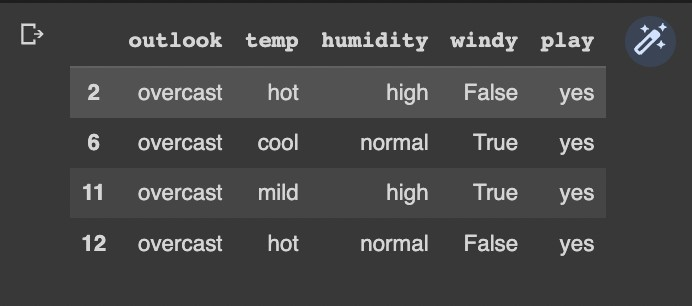 outlook temp humidity windy play
2 overcast hot high False yes
6 overcast cool normal True yes
11 overcast mild high True yes
12 overcast hot normal False yes